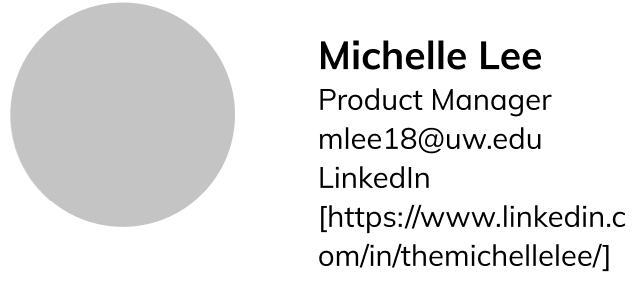 Michelle Lee
Product Manager
mlee18@uw.edu
LinkedIn
[https://www.linkedin.c
om/in/themichellelee/]